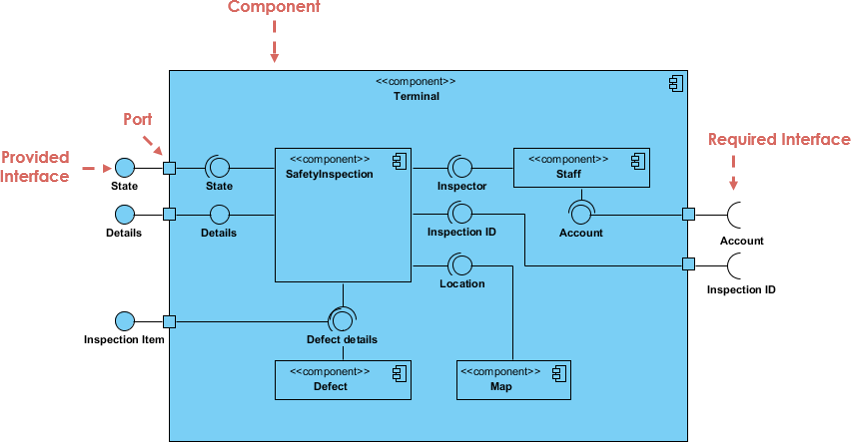 Component
<<component>>
Terminal
Port
Provided
Interface
Required Interface
<<component>>
SafetyInspection
<<component>>
Staff
State
State
Inspector
Details
Details
Inspection ID
Account
Account
Location
Inspection ID
Inspection Item
Defect details
<<component>>
Defect
<<component>>
Map